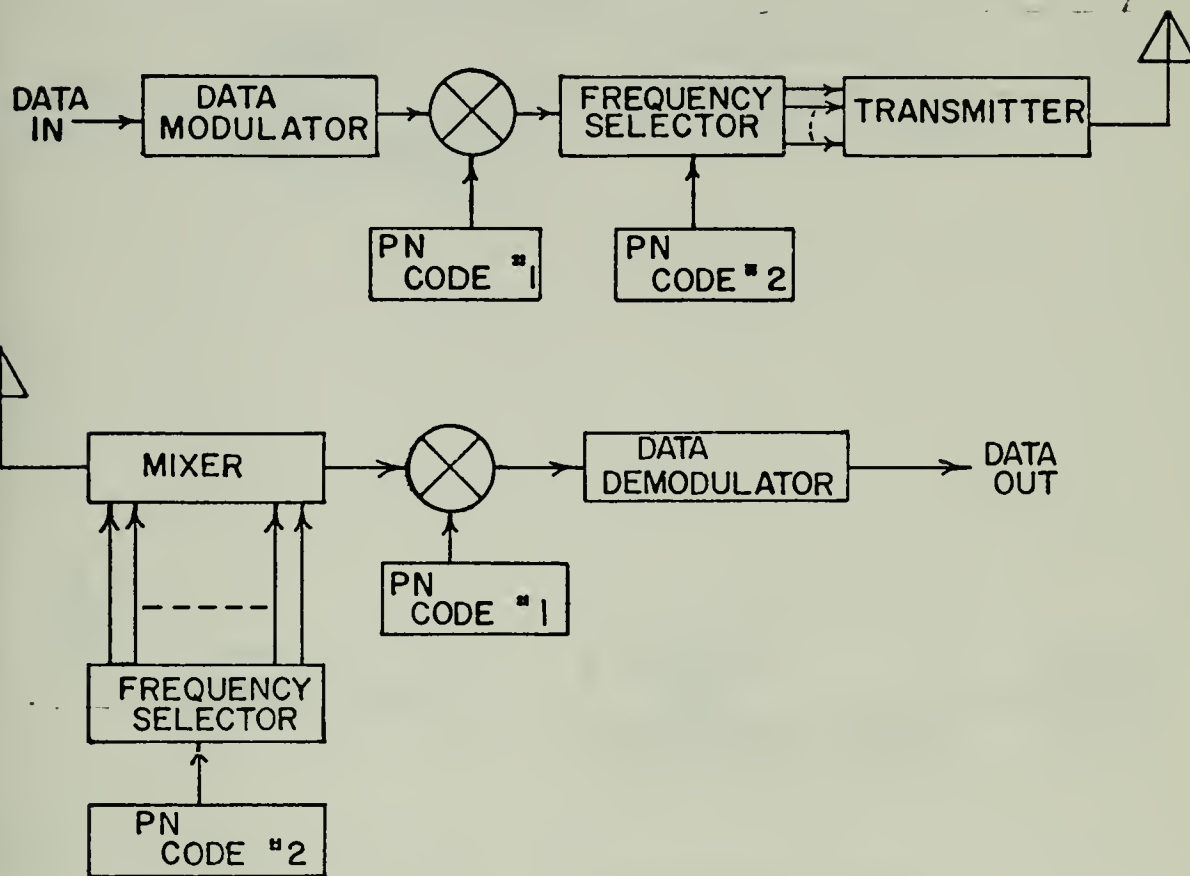 DATA
IN
DATA
MODULATOR
FREQUENCY
SELECTOR
TRANSMITTER
PN
CODE #1
PN
CODE #2
MIXER
DATA
DEMODULATOR
DATA
OUT
PN
CODE #1
FREQUENCY
SELECTOR
PN
CODE #2